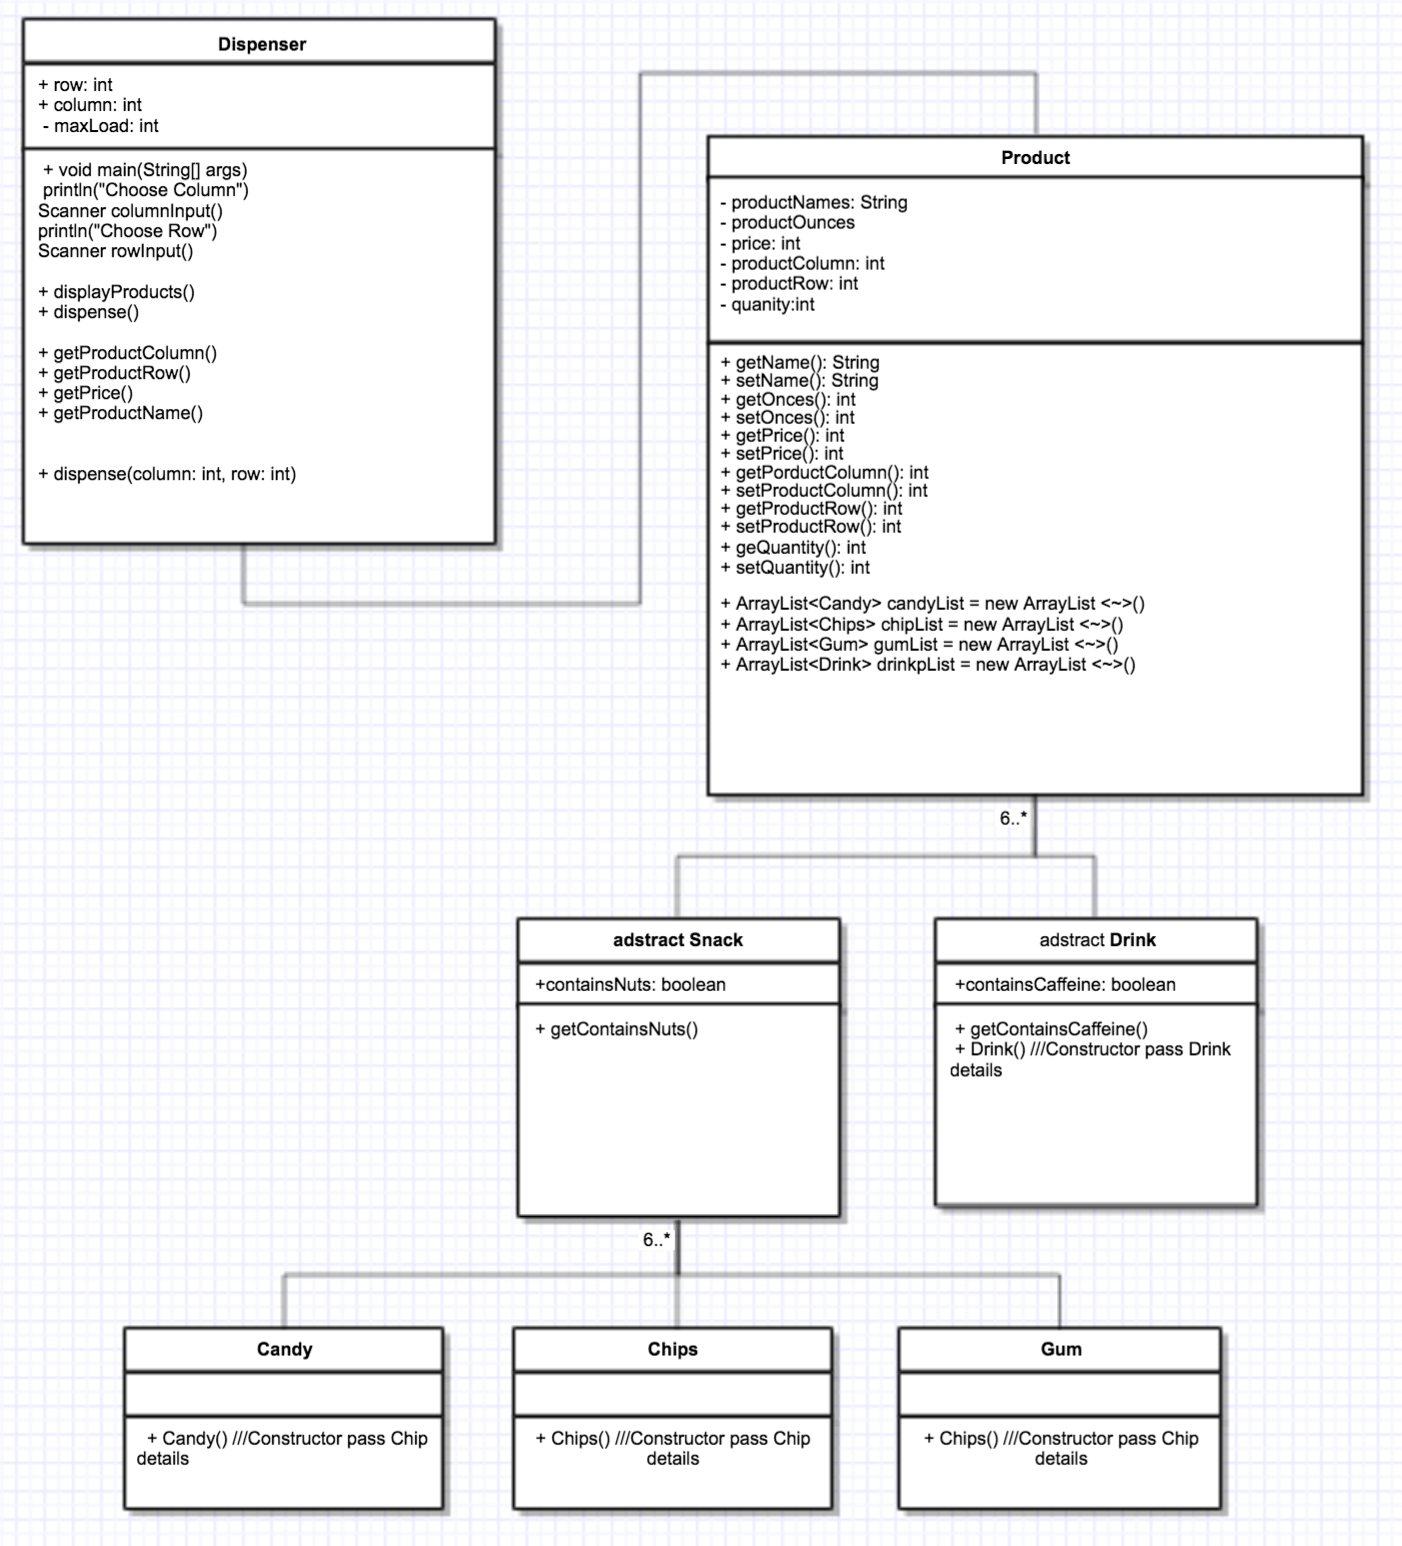 Dispenser
+ row: int
+ column: int
- maxLoad: int
+ void main(String[] args)
println("Choose Column")
Scanner columnInput()
println("Choose Row")
Scanner rowInput()
+ displayProducts()
+ dispense()
+ getProductColumn()
+ getProductRow()
+ getPrice()
+ getProductName()
+ dispense(column: int, row: int)
Product
- productNames: String
- productOunces
- price: int
- productColumn: int
- productRow: int
- quanity:int
+ getName(): String
+ setName(): String
+ getOnces(): int
+ setOnces(): int
+ getPrice(): int
+ setPrice(): int
+ getPorductColumn(): int
+ setProductColumn(): int
+ getProductRow(): int
+ setProductRow(): int
+ geQuantity(): int
+ setQuantity(): int
+ ArrayList<Candy> candyList = new ArrayList <~>()
+ ArrayList<Chips> chipList = new ArrayList <~>()
+ ArrayList<Gum> gumList = new ArrayList <~>()
+ ArrayList<Drink> drinkpList = new ArrayList <~>()
6..*
adstract Snack
+containsNuts: boolean
+ getContainsNuts()
adstract Drink
+containsCaffeine: boolean
+ getContainsCaffeine()
+ Drink() ///Constructor pass Drink
details
6..*
Candy
+ Candy() ///Constructor pass Chip
details
Chips
+ Chips() ///Constructor pass Chip
details
Gum
+ Chips() ///Constructor pass Chip
details